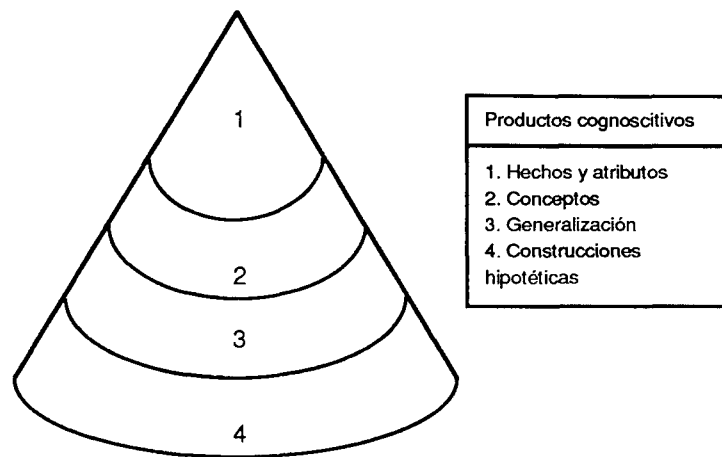 1
2
3
4
Productos cognoscitivos
1. Hechos y atributos
2. Conceptos
3. Generalización
4. Construcciones
hipotéticas